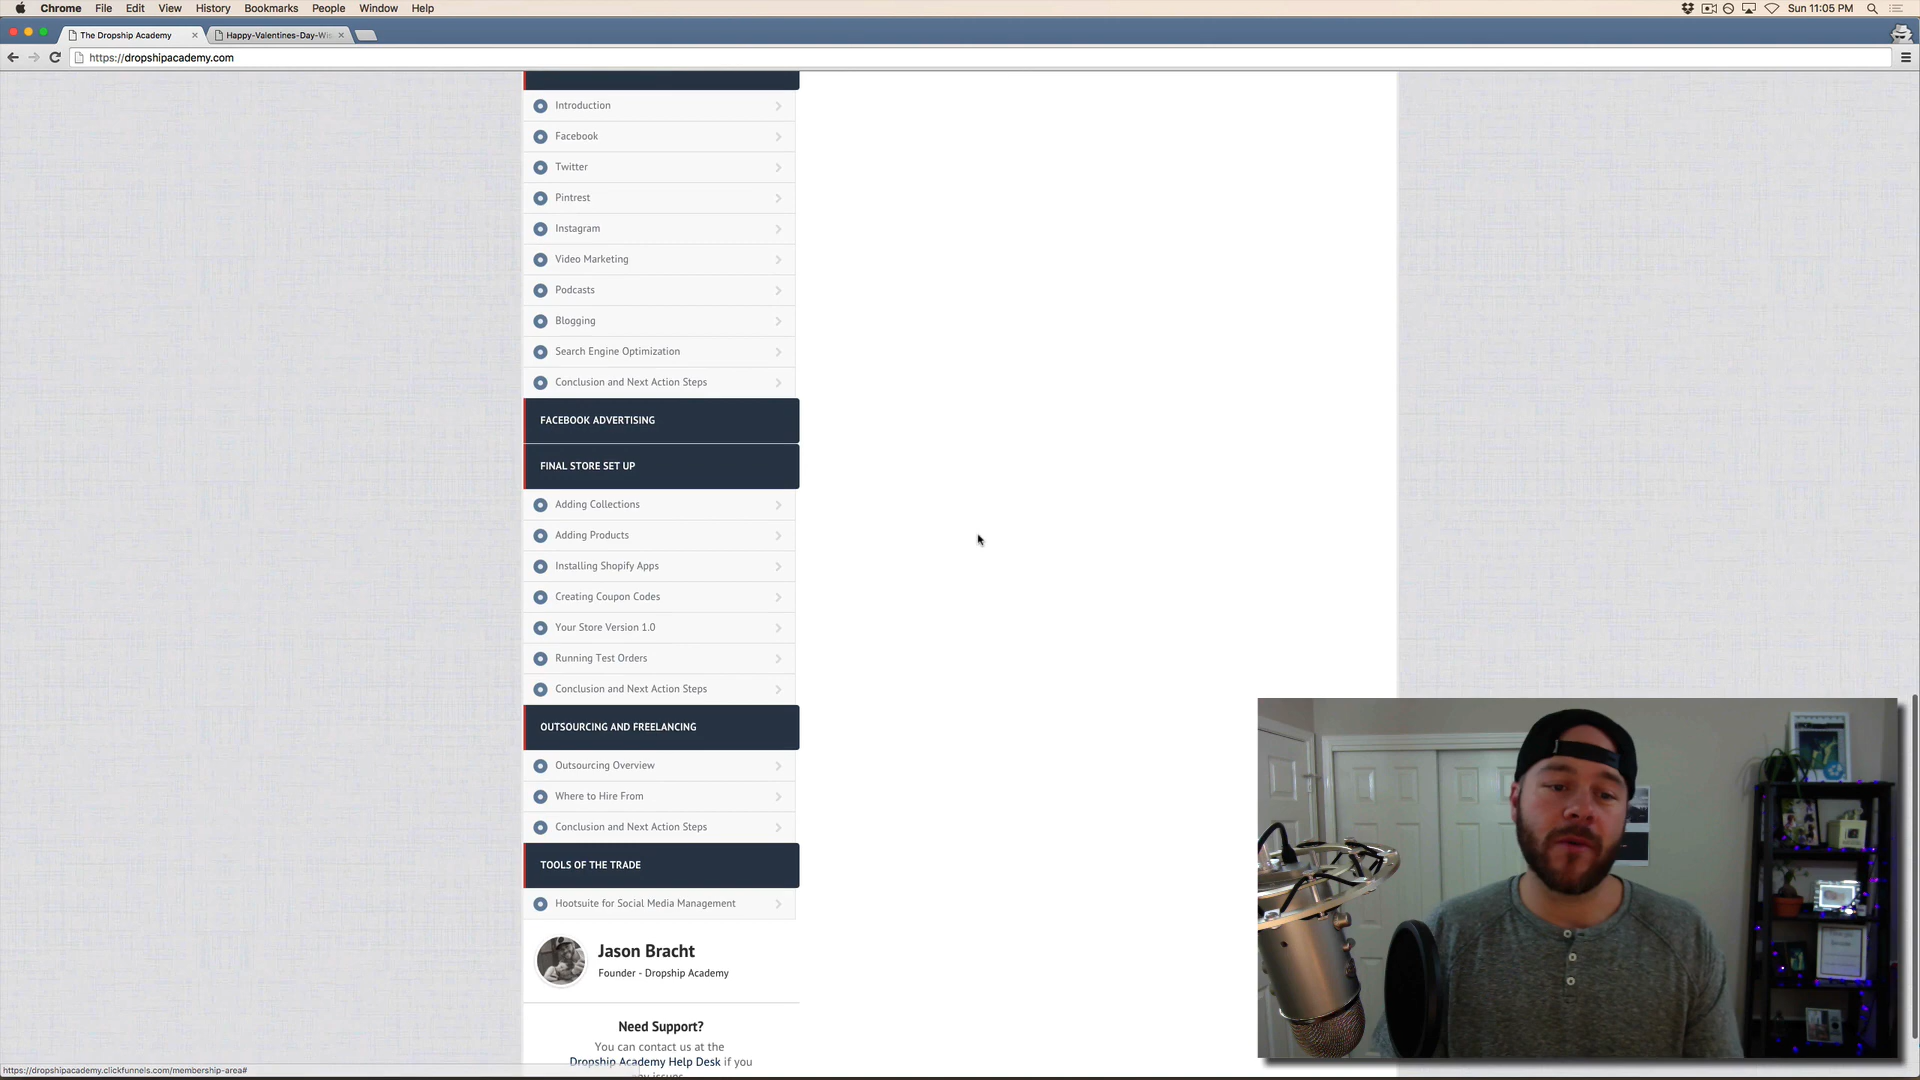 Chrome File Edit View History Bookmarks People Window Help
Sun 11:05 PM
The Dropship Academy
Happy-Valentines-Day-Wis
https://dropshipacademy.com
Introduction
Facebook
Twitter
Pintrest
Instagram
Video Marketing
Podcasts
Blogging
Search Engine Optimization
Conclusion and Next Action Steps
FACEBOOK ADVERTISING
FINAL STORE SET UP
Adding Collections
Adding Products
Installing Shopify Apps
Creating Coupon Codes
Your Store Version 1.0
Running Test Orders
Conclusion and Next Action Steps
OUTSOURCING AND FREELANCING
Outsourcing Overview
Where to Hire From
Conclusion and Next Action Steps
TOOLS OF THE TRADE
Hootsuite for Social Media Management
Jason Bracht
Founder - Dropship Academy
Need Support?
You can contact us at the
Dropship Academy Help Desk if you
https://dropshipacademy.clickfunnels.com/membership-area#